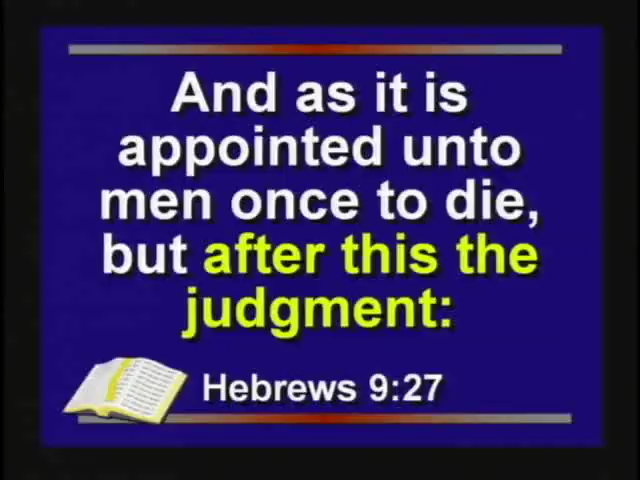 And as it is
appointed unto
men once to die,
but after this the
judgment:
Hebrews 9:27